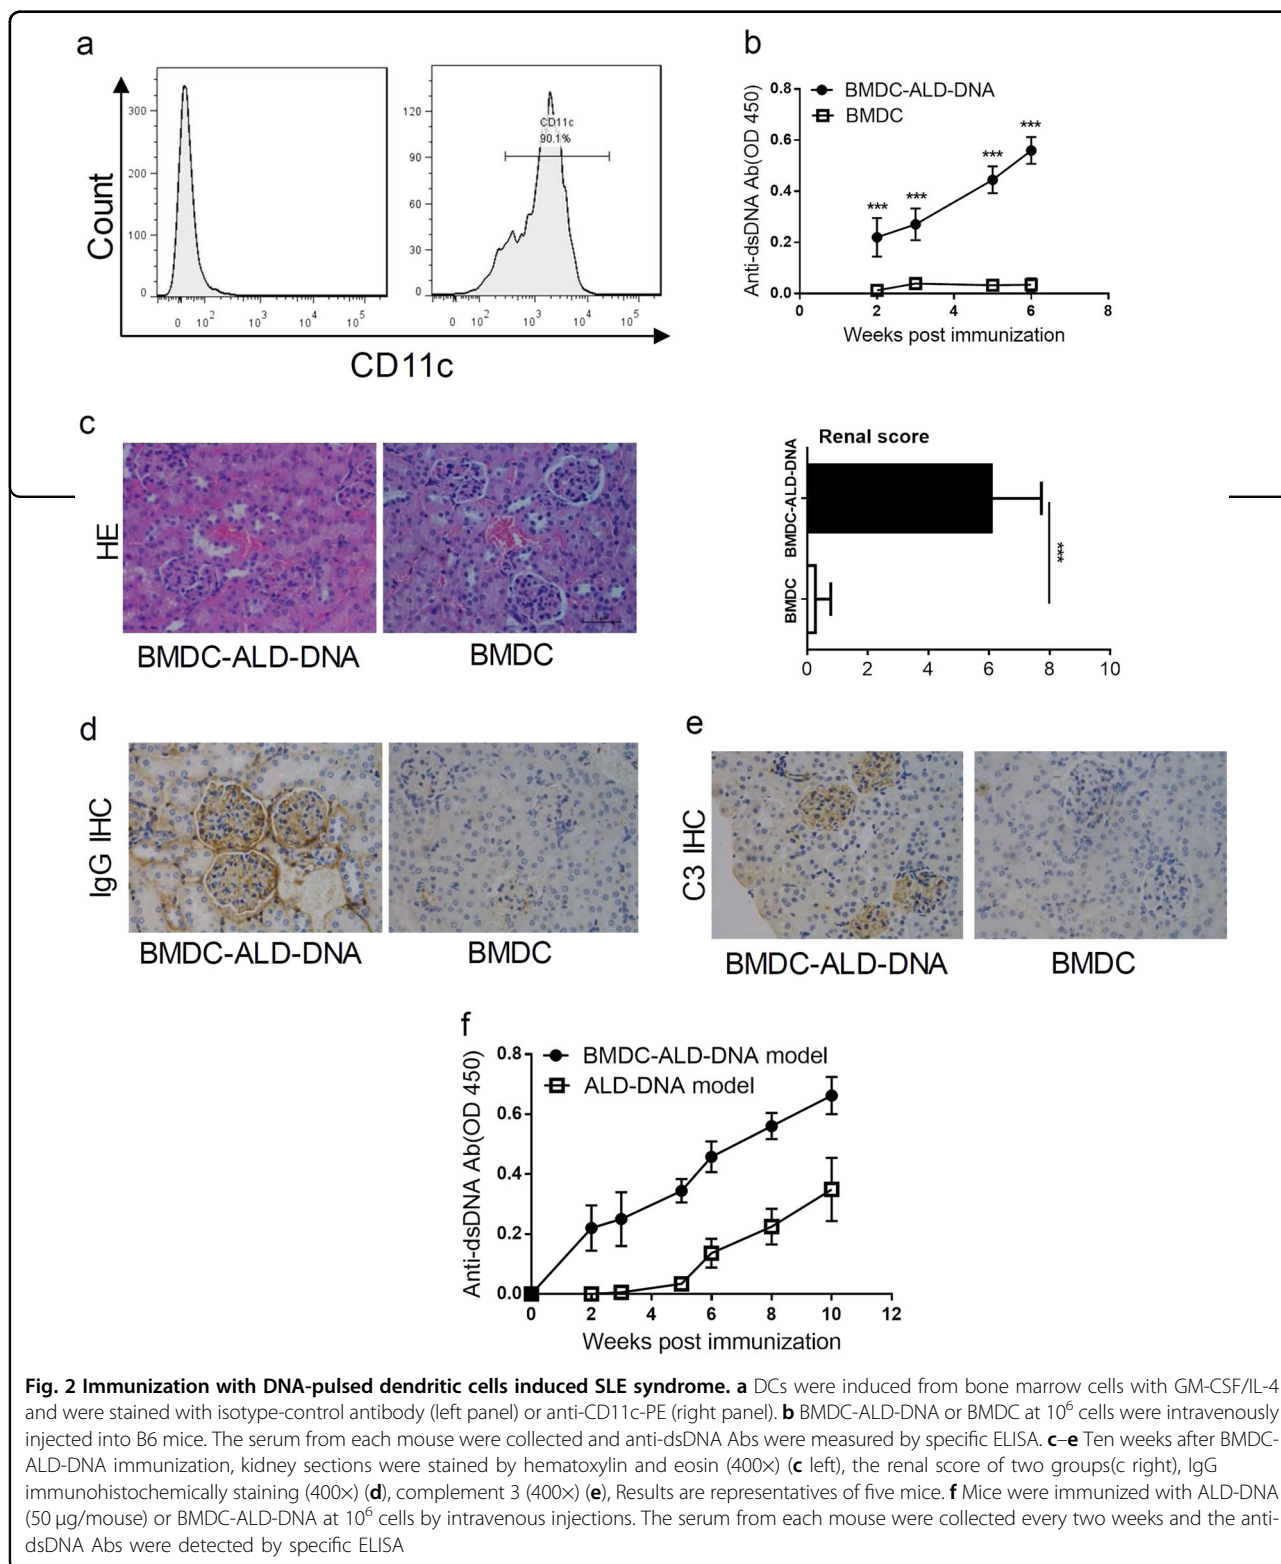 a
Count
300
200
100
0
0 10² 10³ 10⁴ 10⁵
120
90
60
30
0
CD11c
90.1%
0 10² 10³ 10⁴ 10⁵
CD11c
b
Anti-dsDNA Ab(OD 450)
0.8
0.6
0.4
0.2
0.0
BMDC-ALD-DNA
BMDC
***
***
***
***
0 2 4 6 8
Weeks post immunization
c
HE
BMDC-ALD-DNA
BMDC
Renal score
BMDC-ALD-DNA
BMDC
***
0 2 4 6 8 10
d
IgG IHC
BMDC-ALD-DNA
BMDC
e
C3 IHC
BMDC-ALD-DNA
BMDC
f
Anti-dsDNA Ab(OD 450)
0.8
0.6
0.4
0.2
0.0
BMDC-ALD-DNA model
ALD-DNA model
0 2 4 6 8 10 12
Weeks post immunization
Fig. 2 Immunization with DNA-pulsed dendritic cells induced SLE syndrome. a DCs were induced from bone marrow cells with GM-CSF/IL-4
and were stained with isotype-control antibody (left panel) or anti-CD11c-PE (right panel). b BMDC-ALD-DNA or BMDC at 10⁶ cells were intravenously
injected into B6 mice. The serum from each mouse were collected and anti-dsDNA Abs were measured by specific ELISA. c–e Ten weeks after BMDC-
ALD-DNA immunization, kidney sections were stained by hematoxylin and eosin (400×) (c left), the renal score of two groups(c right), IgG
immunohistochemically staining (400×) (d), complement 3 (400×) (e), Results are representatives of five mice. f Mice were immunized with ALD-DNA
(50 μg/mouse) or BMDC-ALD-DNA at 10⁶ cells by intravenous injections. The serum from each mouse were collected every two weeks and the anti-
dsDNA Abs were detected by specific ELISA